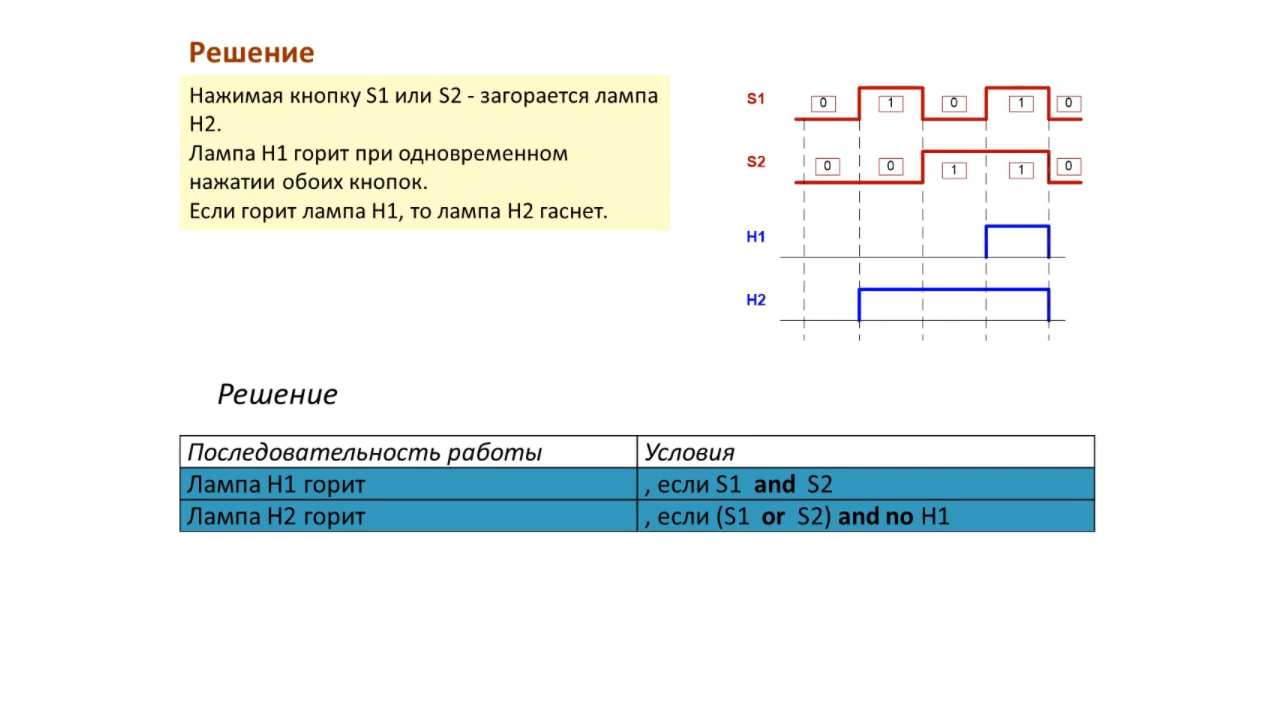 Решение
Нажимая кнопку S1 или S2 - загорается лампа
H2.
Лампа H1 горит при одновременном
нажатии обоих кнопок.
Если горит лампа H1, то лампа H2 гаснет.
S1 0 1 0 1 0
S2 0 0 1 1 0
H1
H2
Решение
Последовательность работы Условия
Лампа H1 горит , если S1 and S2
Лампа H2 горит , если (S1 or S2) and no H1